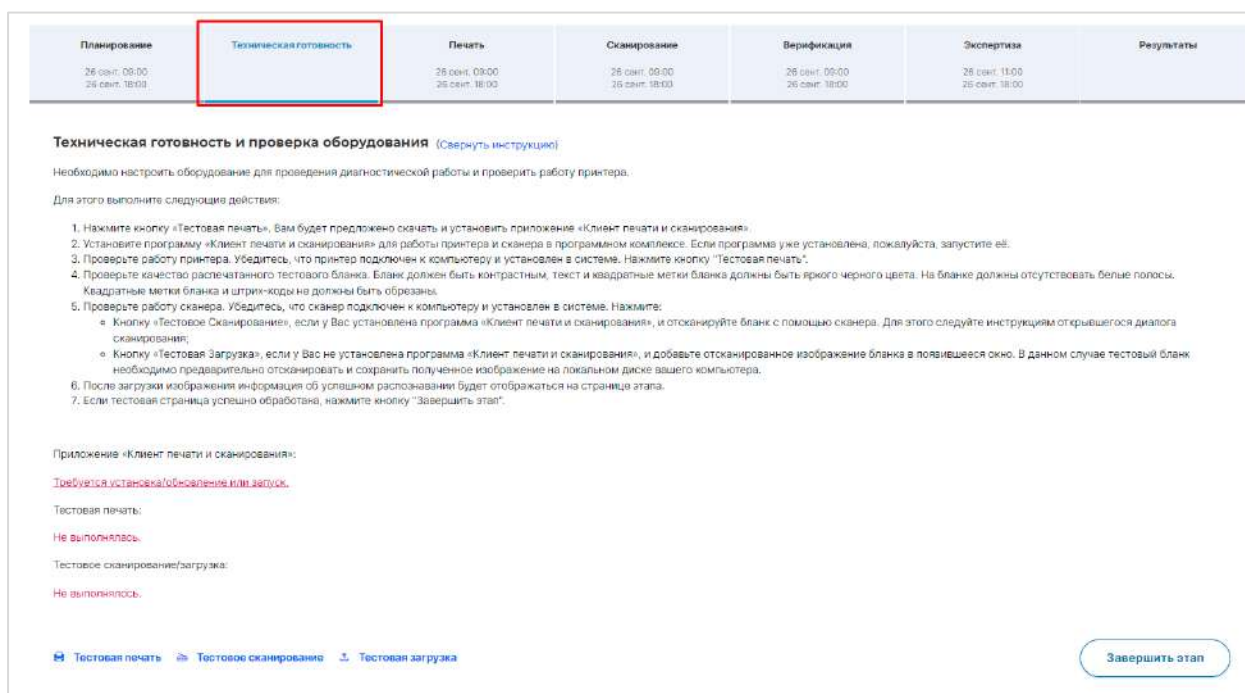 Планирование
Техническая готовность
Печать
Сканирование
Верификация
Экспертиза
Результаты
26 сент. 09:00
26 сент. 09:00
26 сент. 09:00
26 сент. 09:00
26 сент. 11:00
26 сент. 18:00
26 сент. 18:00
26 сент. 18:00
26 сент. 18:00
26 сент. 18:00
Техническая готовность и проверка оборудования (Свернуть инструкцию)
Необходимо настроить оборудование для проведения диагностической работы и проверить работу принтера.
Для этого выполните следующие действия:
1. Нажмите кнопку «Тестовая печать», Вам будет предложено скачать и установить приложение «Клиент печати и сканирования».
2. Установите программу «Клиент печати и сканирования» для работы принтера и сканера в программном комплексе. Если программа уже установлена, пожалуйста, запустите её.
3. Проверьте работу принтера. Убедитесь, что принтер подключен к компьютеру и установлен в системе. Нажмите кнопку "Тестовая печать".
4. Проверьте качество распечатанного тестового бланка. Бланк должен быть контрастным, текст и квадратные метки бланка должны быть яркого черного цвета. На бланке должны отсутствовать белые полосы.
Квадратные метки бланка и штрих-коды не должны быть обрезаны.
5. Проверьте работу сканера. Убедитесь, что сканер подключен к компьютеру и установлен в системе. Нажмите:
Кнопку «Тестовое Сканирование», если у Вас установлена программа «Клиент печати и сканирования», и отсканируйте бланк с помощью сканера. Для этого следуйте инструкциям открывшегося диалога
сканирования;
Кнопку «Тестовая Загрузка», если у Вас не установлена программа «Клиент печати и сканирования», и добавьте отсканированное изображение бланка в появившееся окно. В данном случае тестовый бланк
необходимо предварительно отсканировать и сохранить полученное изображение на локальном диске вашего компьютера.
6. После загрузки изображения информация об успешном распознавании будет отображаться на странице этапа.
7. Если тестовая страница успешно обработана, нажмите кнопку "Завершить этап".
Приложение «Клиент печати и сканирования»:
Требуется установка/обновление или запуск.
Тестовая печать:
Не выполнялась.
Тестовое сканирование/загрузка:
Не выполнялось.
Тестовая печать Тестовое сканирование Тестовая загрузка
Завершить этап